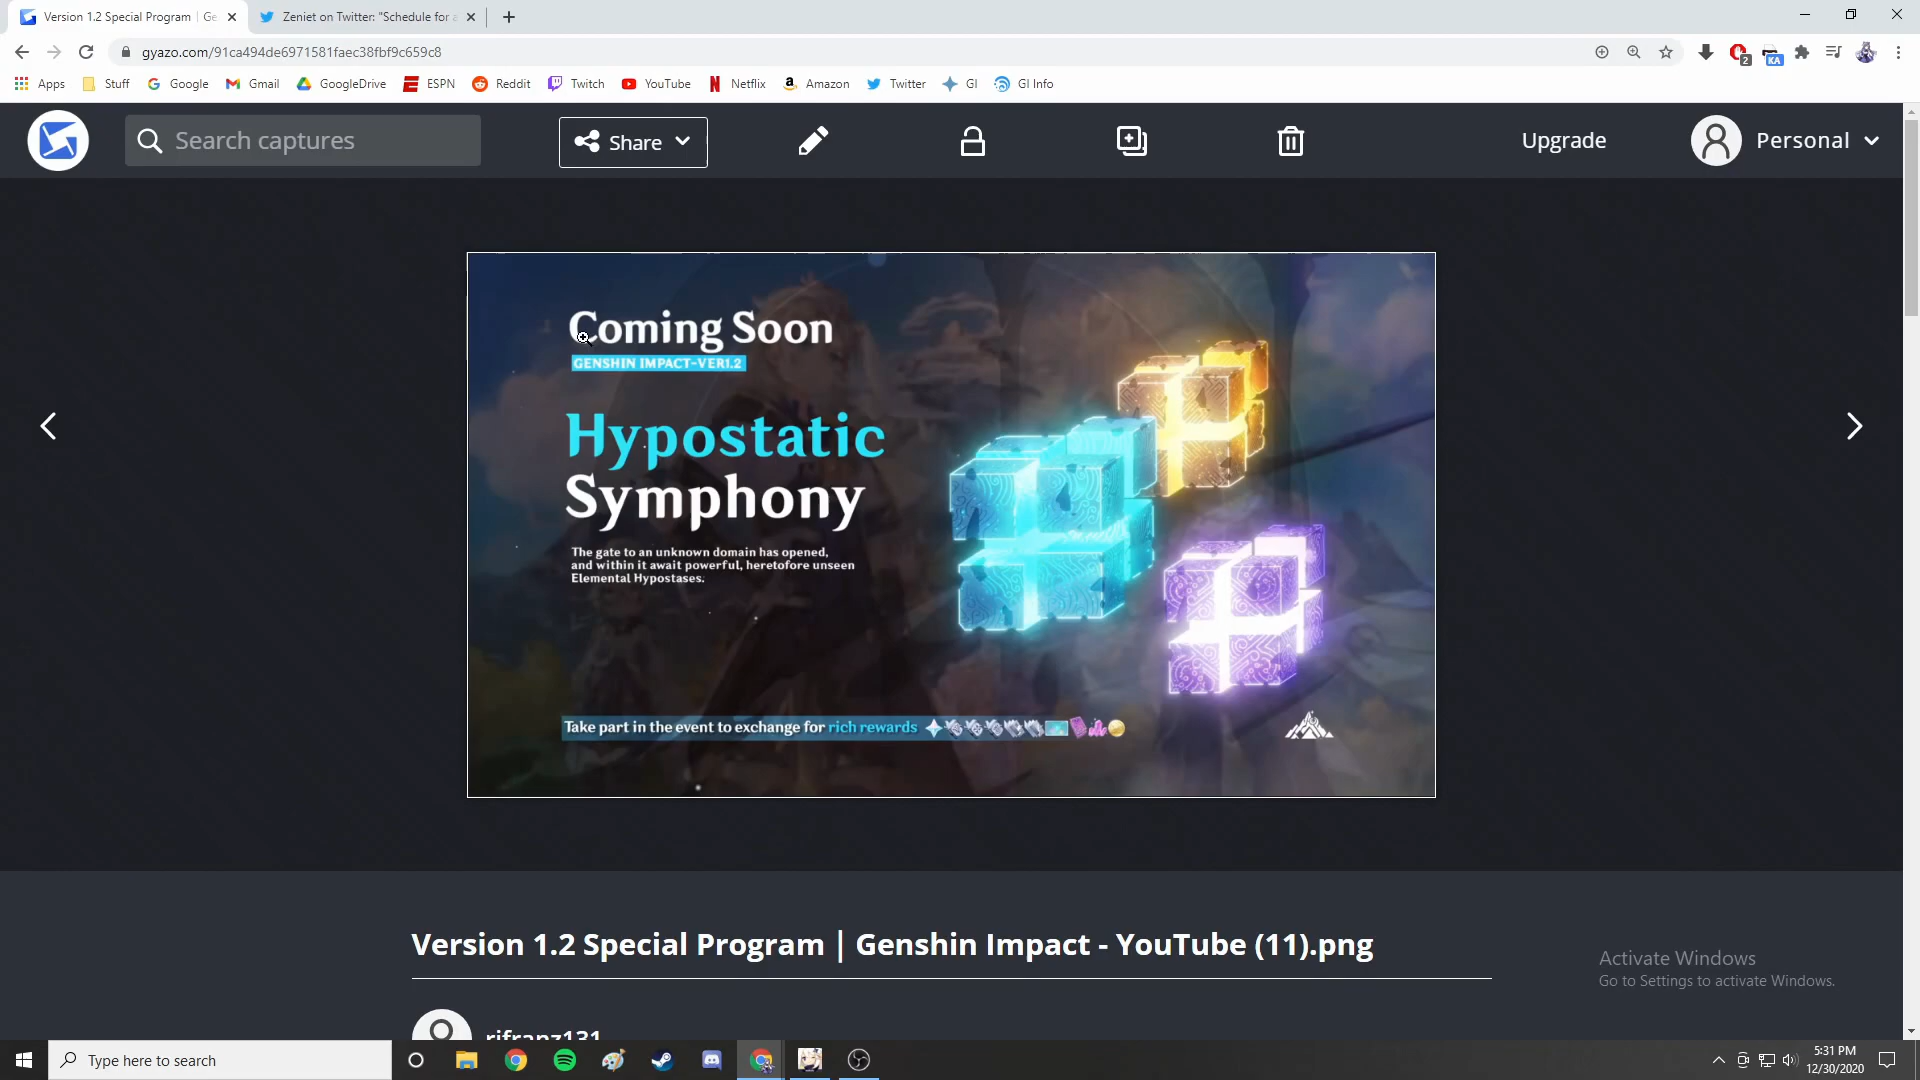 Version 1.2 Special Program | Ge
Zeniet on Twitter: "Schedule for a
gyazo.com/91ca494de6971581faec38fbf9c659c8
2
KA
Apps
Stuff
Google
Gmail
GoogleDrive
ESPN
Reddit
Twitch
YouTube
Netflix
Amazon
Twitter
GI
GI Info
Search captures
Share
Upgrade
Personal
Coming Soon
GENSHIN IMPACT-VER1.2
Hypostatic
Symphony
The gate to an unknown domain has opened,
and within it await powerful, heretofore unseen
Elemental Hypostases.
Take part in the event to exchange for rich rewards
Version 1.2 Special Program | Genshin Impact - YouTube (11).png
Activate Windows
Go to Settings to activate Windows.
rifranz131
Type here to search
5:31 PM
12/30/2020